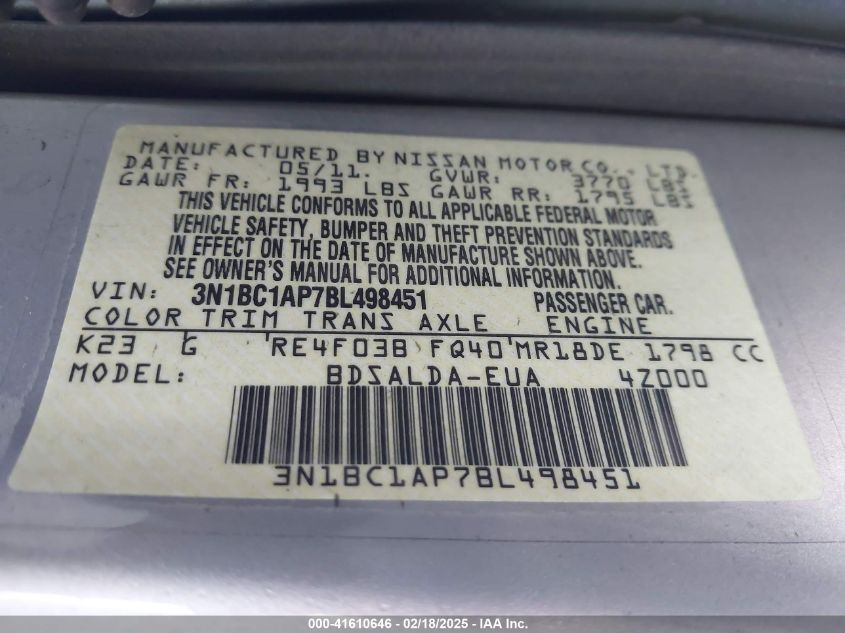 MANUFACTURED BY NISSAN MOTOR CO., LTD.
DATE: 05/11. GVWR: 3770 LBS
GAWR FR: 1993 LBS GAWR RR: 1795 LBS
THIS VEHICLE CONFORMS TO ALL APPLICABLE FEDERAL MOTOR
VEHICLE SAFETY, BUMPER AND THEFT PREVENTION STANDARDS
IN EFFECT ON THE DATE OF MANUFACTURE SHOWN ABOVE.
SEE OWNER'S MANUAL FOR ADDITIONAL INFORMATION.
VIN: 3N1BC1AP7BL498451 PASSENGER CAR.
COLOR TRIM TRANS AXLE ENGINE
K23 G RE4F03B FQ40 MR18DE 1798 CC
MODEL: BDSALDA-EUA 4Z000
3N1BC1AP7BL498451
000-41610646 - 02/18/2025 - IAA Inc.